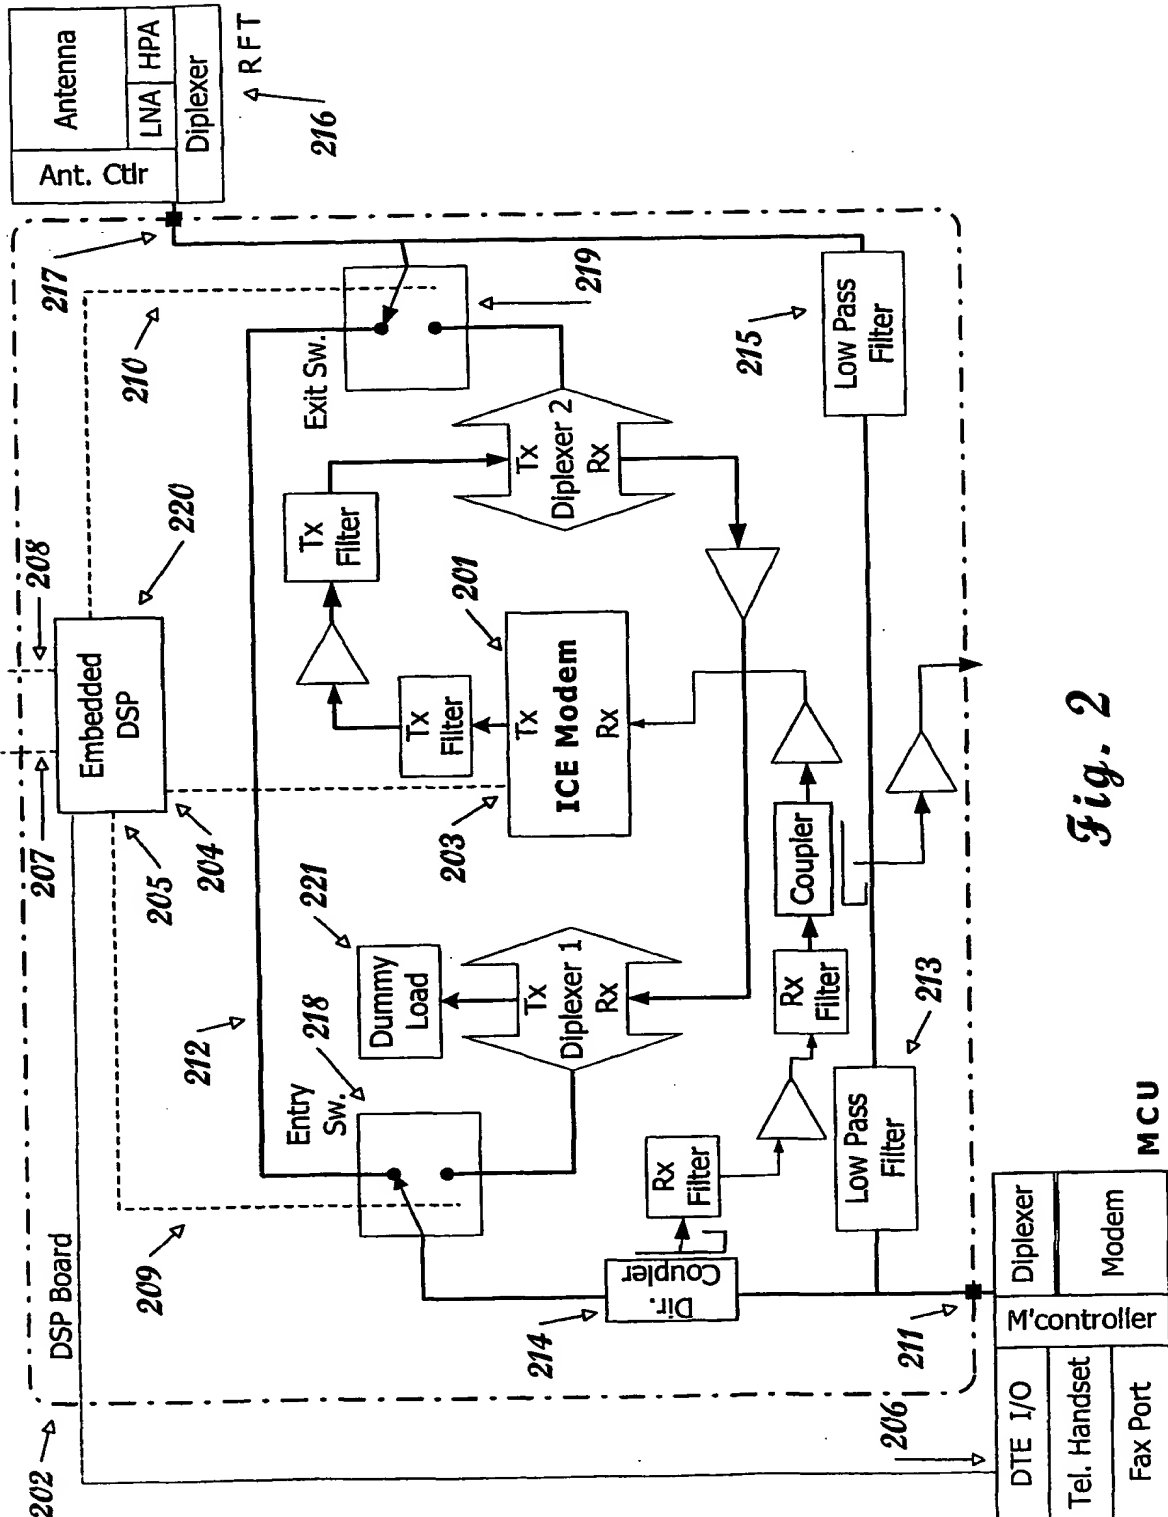 202
DSP Board
207
208
Embedded
DSP
220
205
204
209
210
217
Antenna
LNA
HPA
Ant. Ctlr
Diplexer
RFT
216
212
Entry
Sw.
218
221
Dummy
Load
Tx
Diplexer 1
Rx
203
201
Tx
ICE Modem
Rx
Tx
Filter
Tx
Filter
Exit Sw.
219
Tx
Diplexer 2
Rx
214
Dir.
Coupler
Rx
Filter
Rx
Filter
Coupler
Low Pass
Filter
213
215
Low Pass
Filter
211
206
DTE I/O
Tel. Handset
Fax Port
M'controller
Diplexer
Modem
MCU
Fig. 2